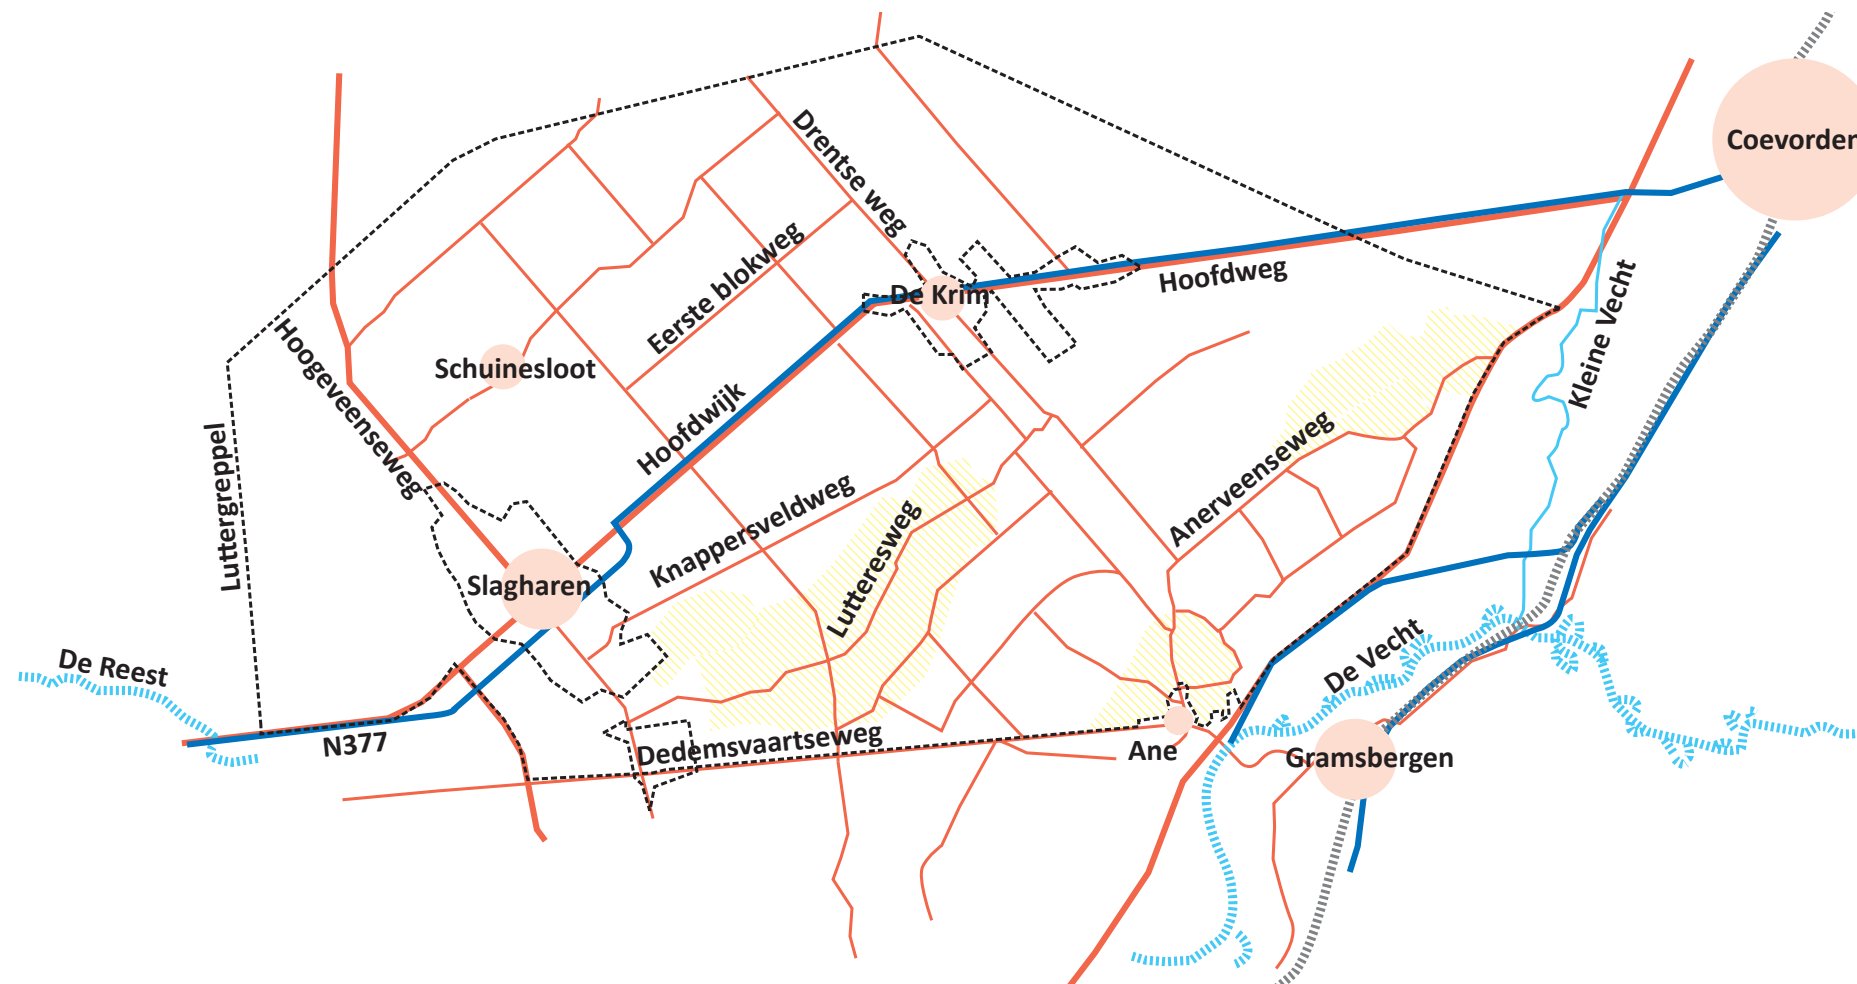 Coevorden
Drentse weg
Eerste blokweg
De Krim
Hoofdweg
Kleine Vecht
Hoogeveenseweg
Schuinesloot
Hoofdwijk
Luttergreppel
Knappersveldweg
Lutteresweg
Anerveenseweg
Slagharen
De Reest
De Vecht
N377
Dedemsvaartseweg
Ane
Gramsbergen